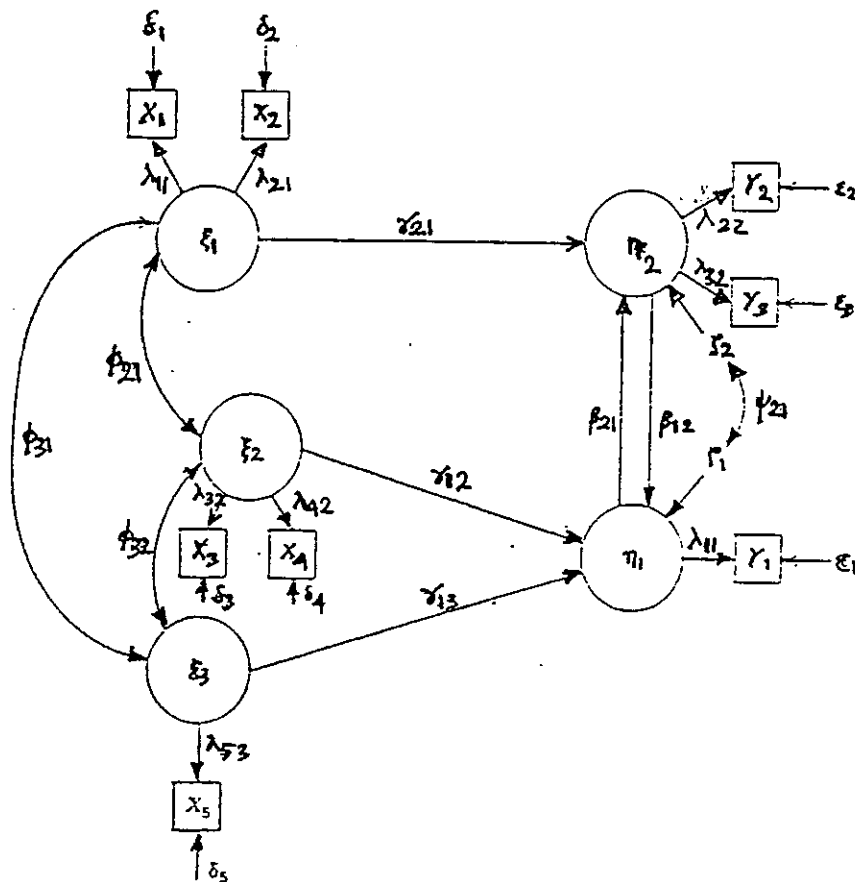 δ₁ δ₂
X₁ X₂
λ₁₁ λ₂₁
Y₂ ε₂
λ₂₂
ξ₁ γ₂₁ η₂
λ₃₂
Y₃ ε₃
ζ₂
φ₂₁
ψ₂₁
β₂₁ β₁₂
φ₃₁
ξ₂ γ₁₂ ζ₁
λ₃₂ λ₄₂
φ₃₂ X₃ X₄
η₁ λ₁₁ Y₁ ε₁
δ₃ δ₄
γ₁₃
ξ₃
λ₅₃
X₅
δ₅